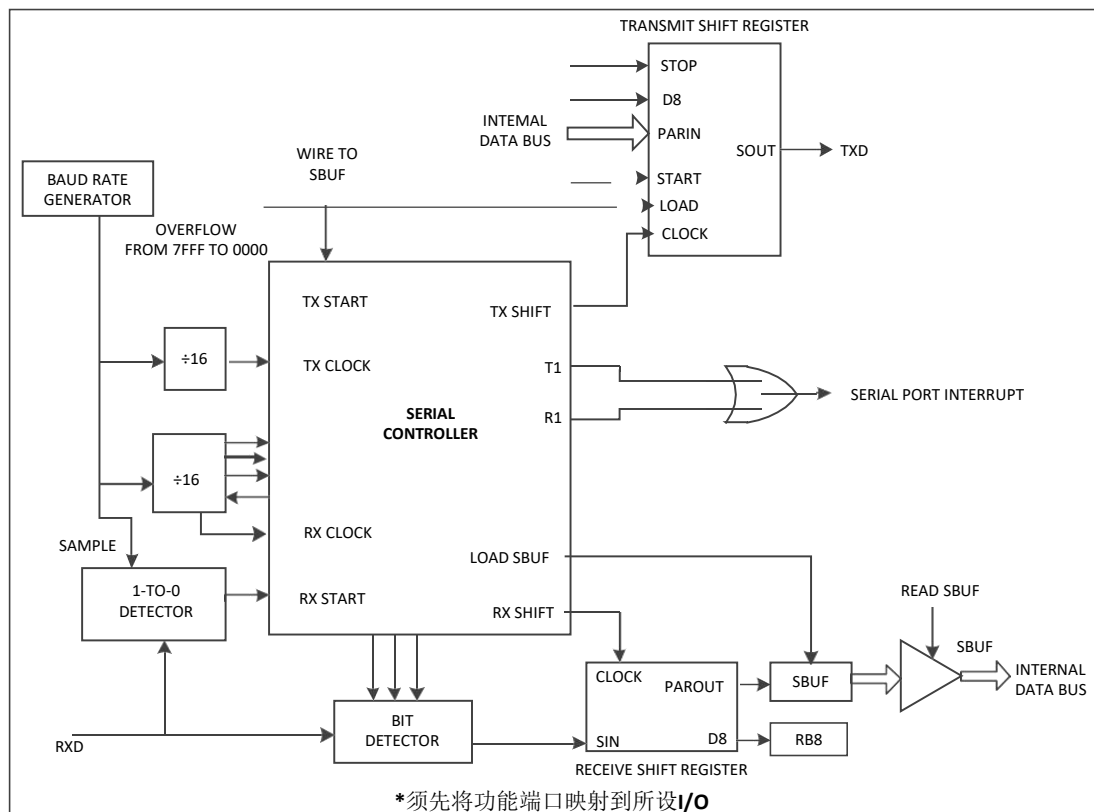 TRANSMIT SHIFT REGISTER
STOP
D8
INTEMAL
DATA BUS
PARIN
SOUT
TXD
WIRE TO
SBUF
START
BAUD RATE
GENERATOR
LOAD
CLOCK
OVERFLOW
FROM 7FFF TO 0000
TX START
TX SHIFT
÷16
TX CLOCK
T1
SERIAL
CONTROLLER
SERIAL PORT INTERRUPT
R1
÷16
RX CLOCK
SAMPLE
LOAD SBUF
1-TO-0
DETECTOR
RX START
RX SHIFT
READ SBUF
SBUF
CLOCK
PAROUT
SBUF
INTERNAL
DATA BUS
BIT
DETECTOR
RXD
SIN
D8
RB8
RECEIVE SHIFT REGISTER
*须先将功能端口映射到所设I/O